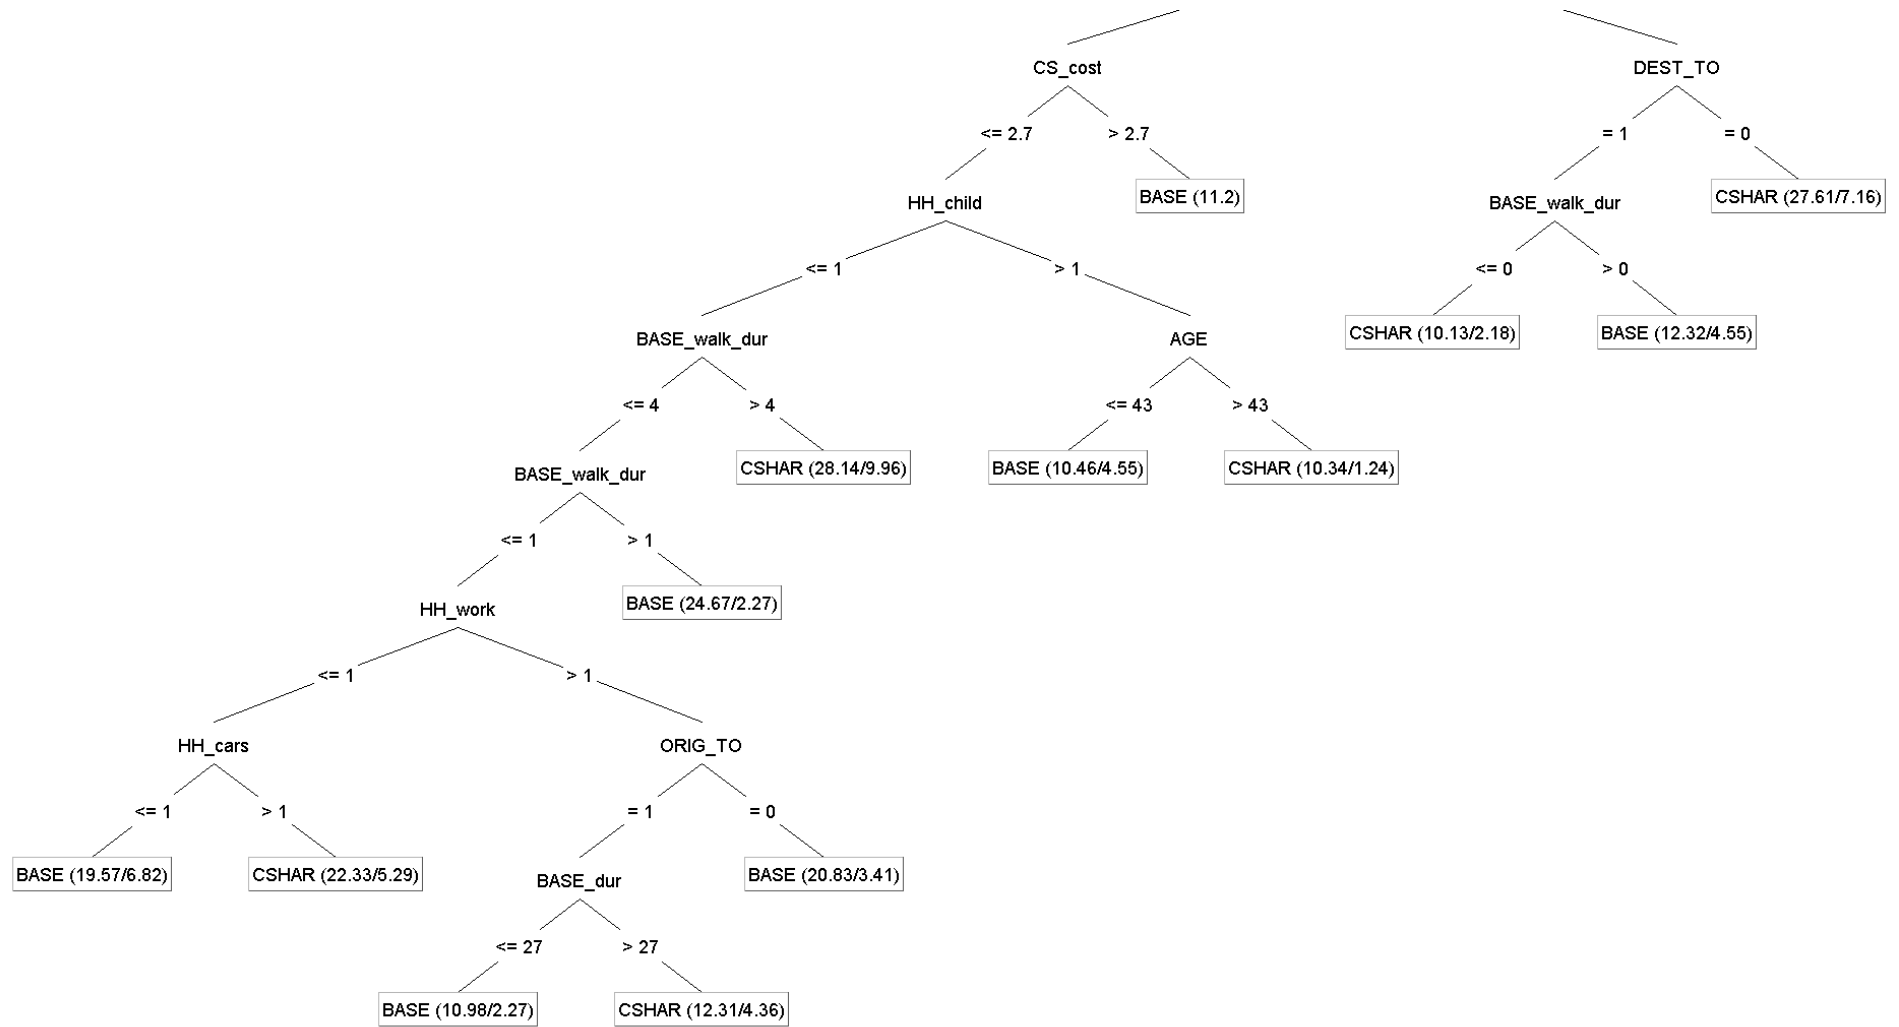 CS_cost DEST_TO
<= 2.7 > 2.7 = 1 = 0
HH_child BASE (11.2) BASE_walk_dur CSHAR (27.61/7.16)
<= 1 > 1 <= 0 > 0
BASE_walk_dur AGE CSHAR (10.13/2.18) BASE (12.32/4.55)
<= 4 > 4 <= 43 > 43
BASE_walk_dur CSHAR (28.14/9.96) BASE (10.46/4.55) CSHAR (10.34/1.24)
<= 1 > 1
HH_work BASE (24.67/2.27)
<= 1 > 1
HH_cars ORIG_TO
<= 1 > 1 = 1 = 0
BASE (19.57/6.82) CSHAR (22.33/5.29) BASE_dur BASE (20.83/3.41)
<= 27 > 27
BASE (10.98/2.27) CSHAR (12.31/4.36)